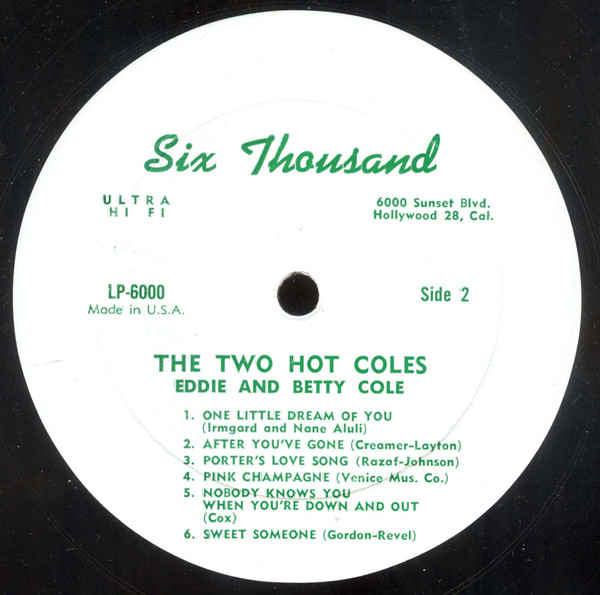 Six Thousand
ULTRA
HI FI
6000 Sunset Blvd.
Hollywood 28, Cal.
LP-6000
Made in U.S.A.
Side 2
THE TWO HOT COLES
EDDIE AND BETTY COLE
1. ONE LITTLE DREAM OF YOU
(Irmgard and Nane Aluli)
2. AFTER YOU'VE GONE (Creamer-Layton)
3. PORTER'S LOVE SONG (Razaf-Johnson)
4. PINK CHAMPAGNE (Venice Mus. Co.)
5. NOBODY KNOWS YOU
WHEN YOU'RE DOWN AND OUT
(Cox)
6. SWEET SOMEONE (Gordon-Revel)